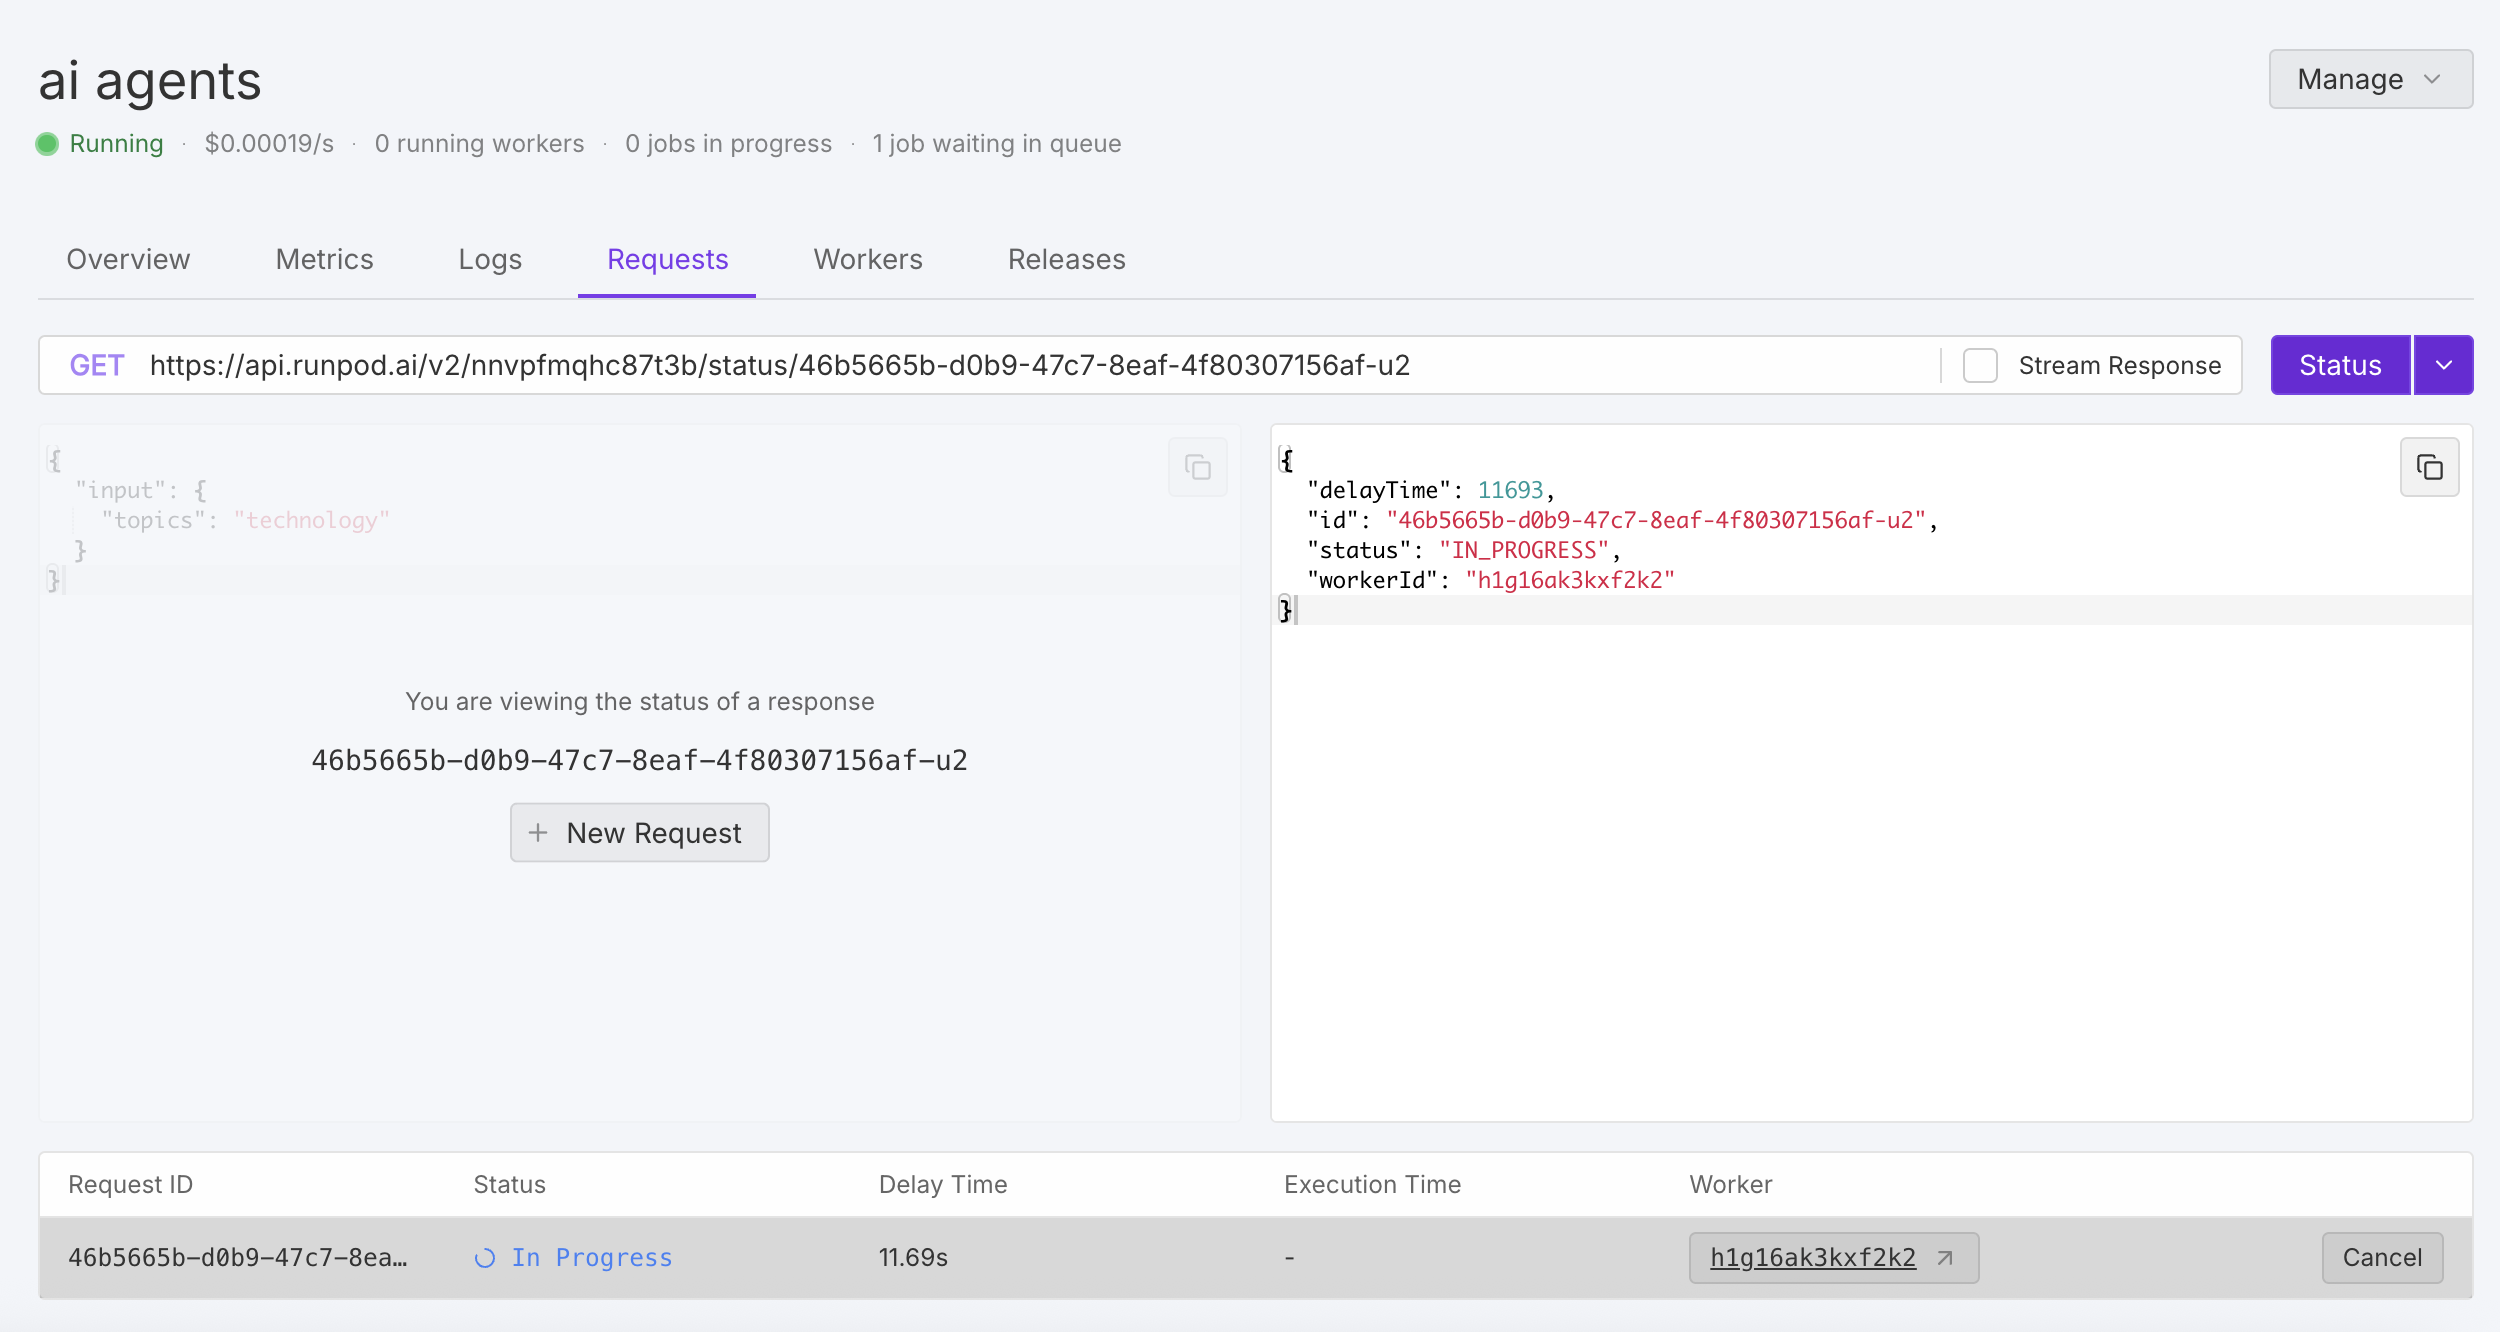 ai agents
Manage
Running · $0.00019/s · 0 running workers · 0 jobs in progress · 1 job waiting in queue
Overview Metrics Logs Requests Workers Releases
GET https://api.runpod.ai/v2/nnvpfmqhc87t3b/status/46b5665b-d0b9-47c7-8eaf-4f80307156af-u2 Stream Response Status
{
"input": {
"topics": "technology"
}
}
You are viewing the status of a response
46b5665b-d0b9-47c7-8eaf-4f80307156af-u2
+ New Request
{
"delayTime": 11693,
"id": "46b5665b-d0b9-47c7-8eaf-4f80307156af-u2",
"status": "IN_PROGRESS",
"workerId": "h1g16ak3kxf2k2"
}
Request ID Status Delay Time Execution Time Worker
46b5665b-d0b9-47c7-8ea… In Progress 11.69s - h1g16ak3kxf2k2 Cancel